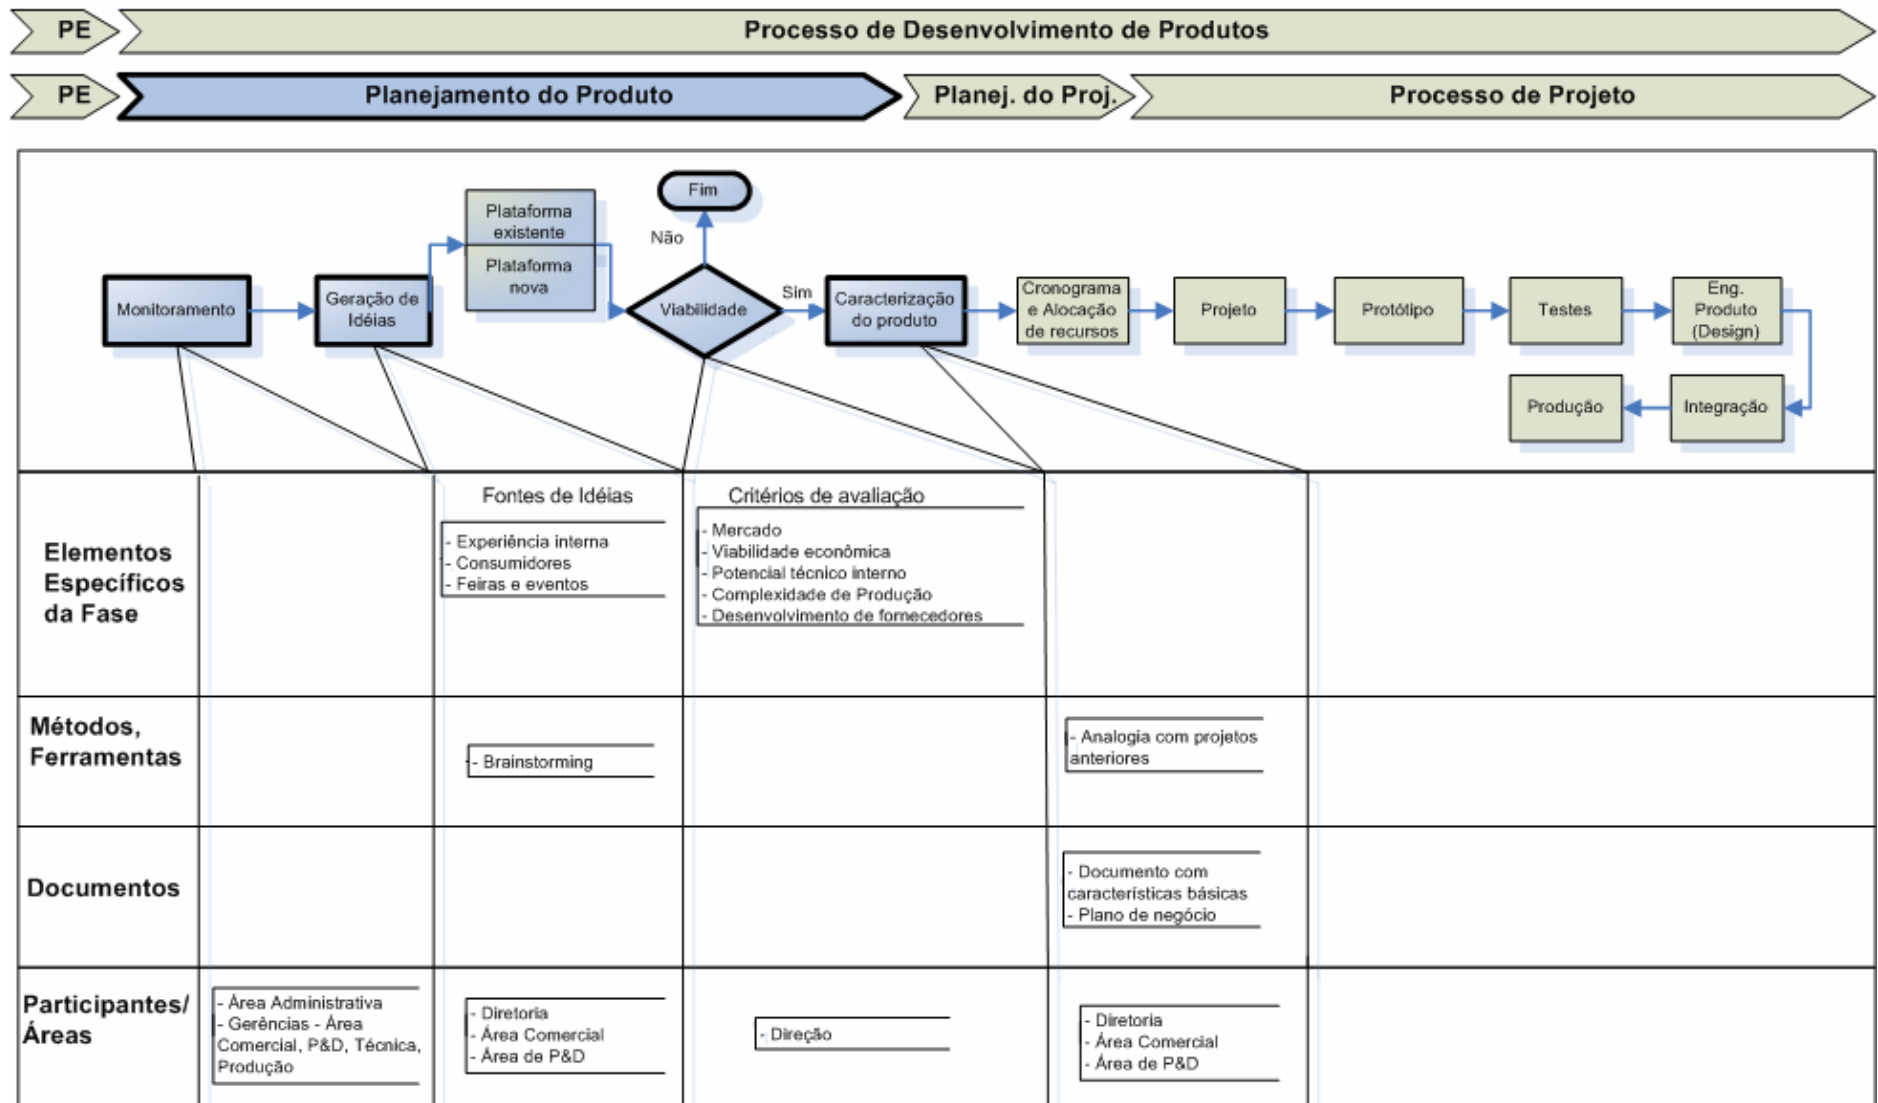 PE
Processo de Desenvolvimento de Produtos
PE
Planejamento do Produto
Planej. do Proj.
Processo de Projeto
Fim
Plataforma
existente
Plataforma
nova
Não
Monitoramento
Geração de
Idéias
Viabilidade
Sim
Caracterização
do produto
Cronograma
e Alocação
de recursos
Projeto
Protótipo
Testes
Eng.
Produto
(Design)
Produção
Integração
Elementos
Específicos
da Fase
Fontes de Idéias
- Experiência interna
- Consumidores
- Feiras e eventos
Critérios de avaliação
- Mercado
- Viabilidade econômica
- Potencial técnico interno
- Complexidade de Produção
- Desenvolvimento de fornecedores
Métodos,
Ferramentas
- Brainstorming
- Analogia com projetos
anteriores
Documentos
- Documento com
características básicas
- Plano de negócio
Participantes/
Áreas
- Área Administrativa
- Gerências - Área
Comercial, P&D, Técnica,
Produção
- Diretoria
- Área Comercial
- Área de P&D
- Direção
- Diretoria
- Área Comercial
- Área de P&D